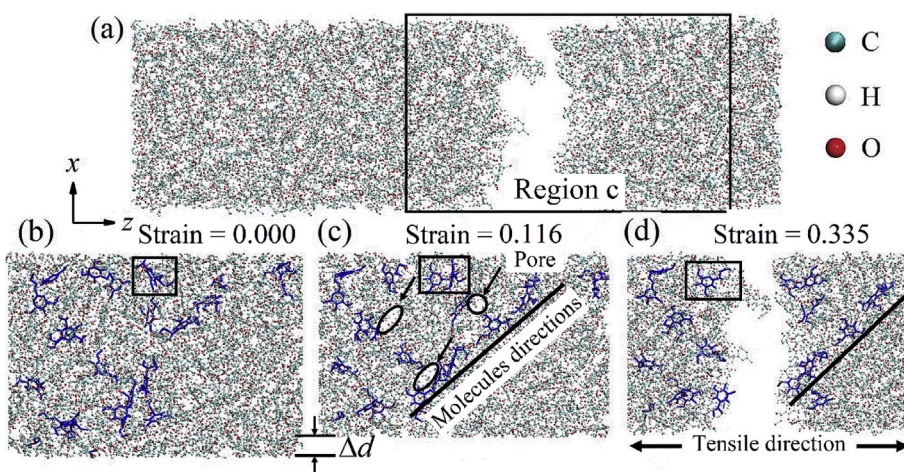 (a)
C
H
O
x
z
Region c
(b) Strain = 0.000
(c) Strain = 0.116
(d) Strain = 0.335
Pore
Molecules directions
Δd
Tensile direction